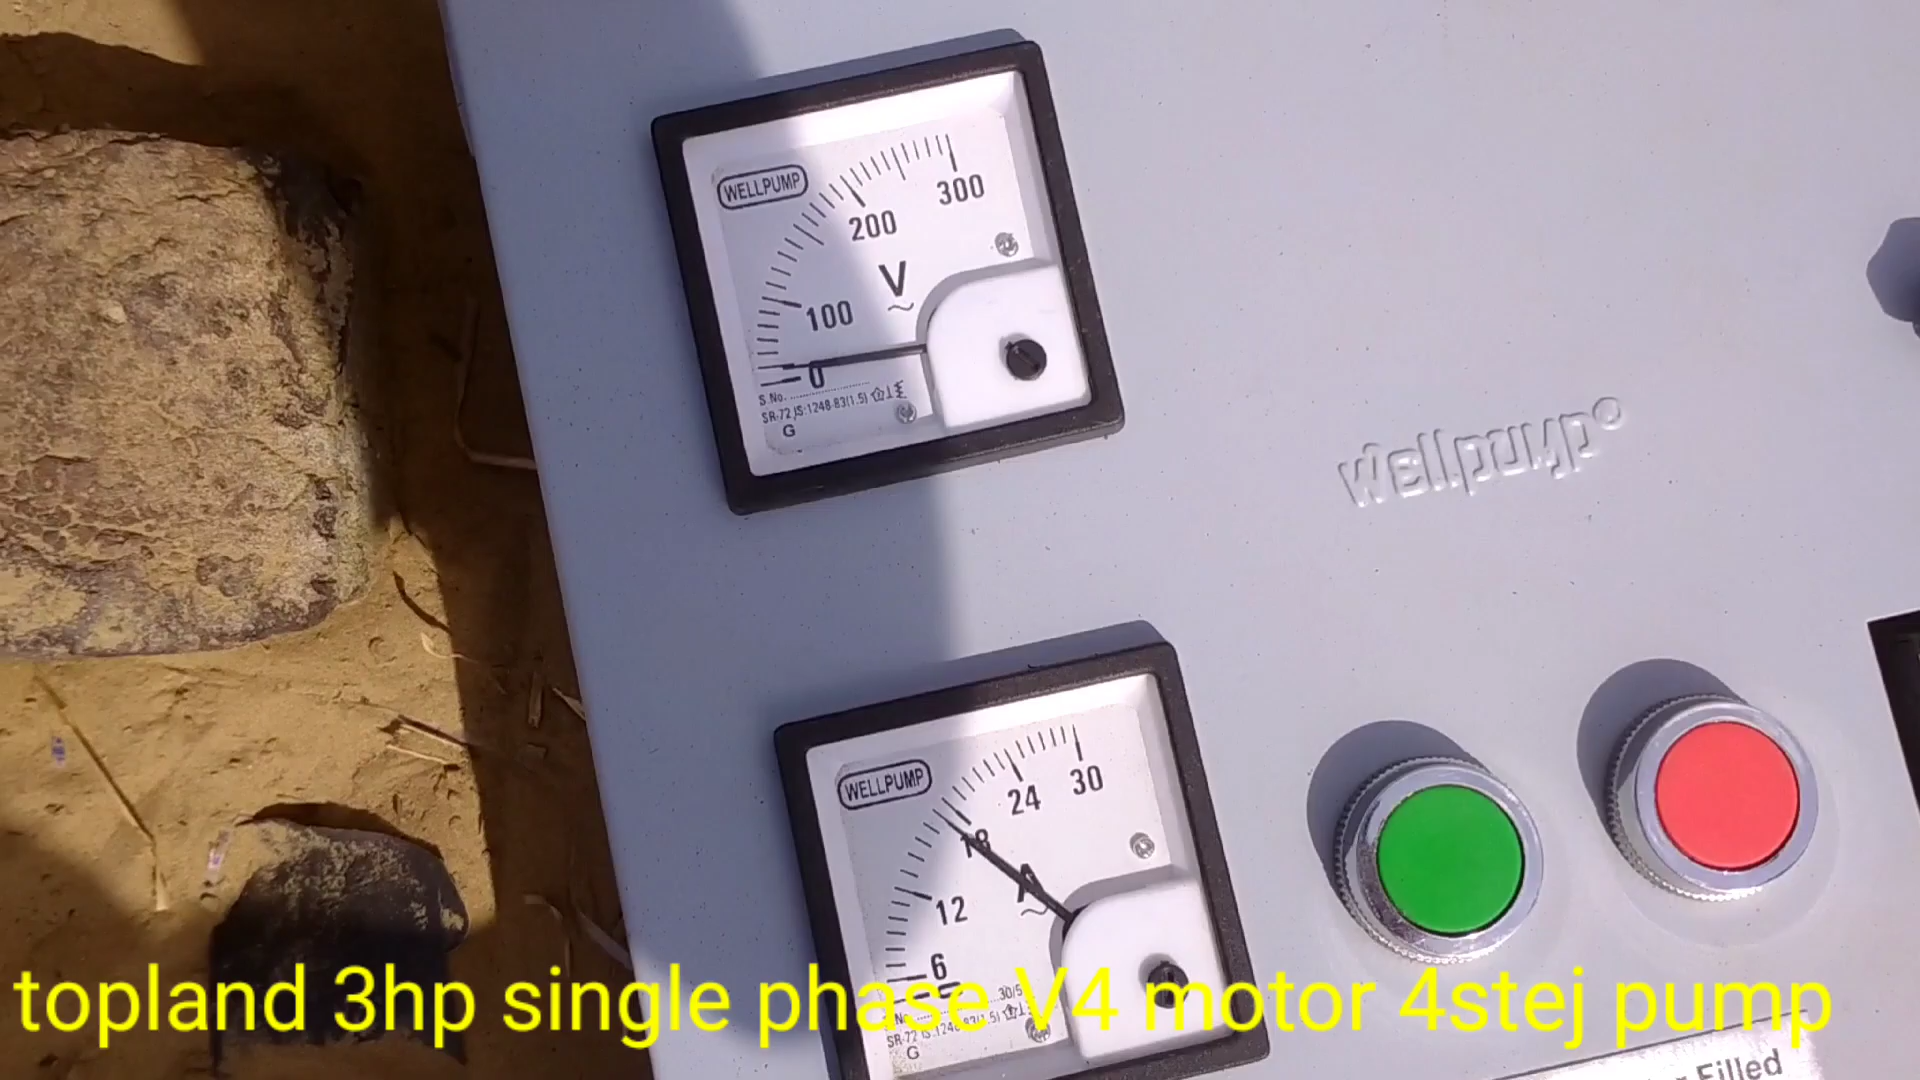 WELLPUMP
300
200
V
100
0
S.No.
SR-72 IS:1248-83(1.5)
G
wellpump
WELLPUMP
30
24
18
A
12
6
30/5
SR-72 IS:1248-83(1.5)
G
topland 3hp single phase V4 motor 4stej pump
Filled